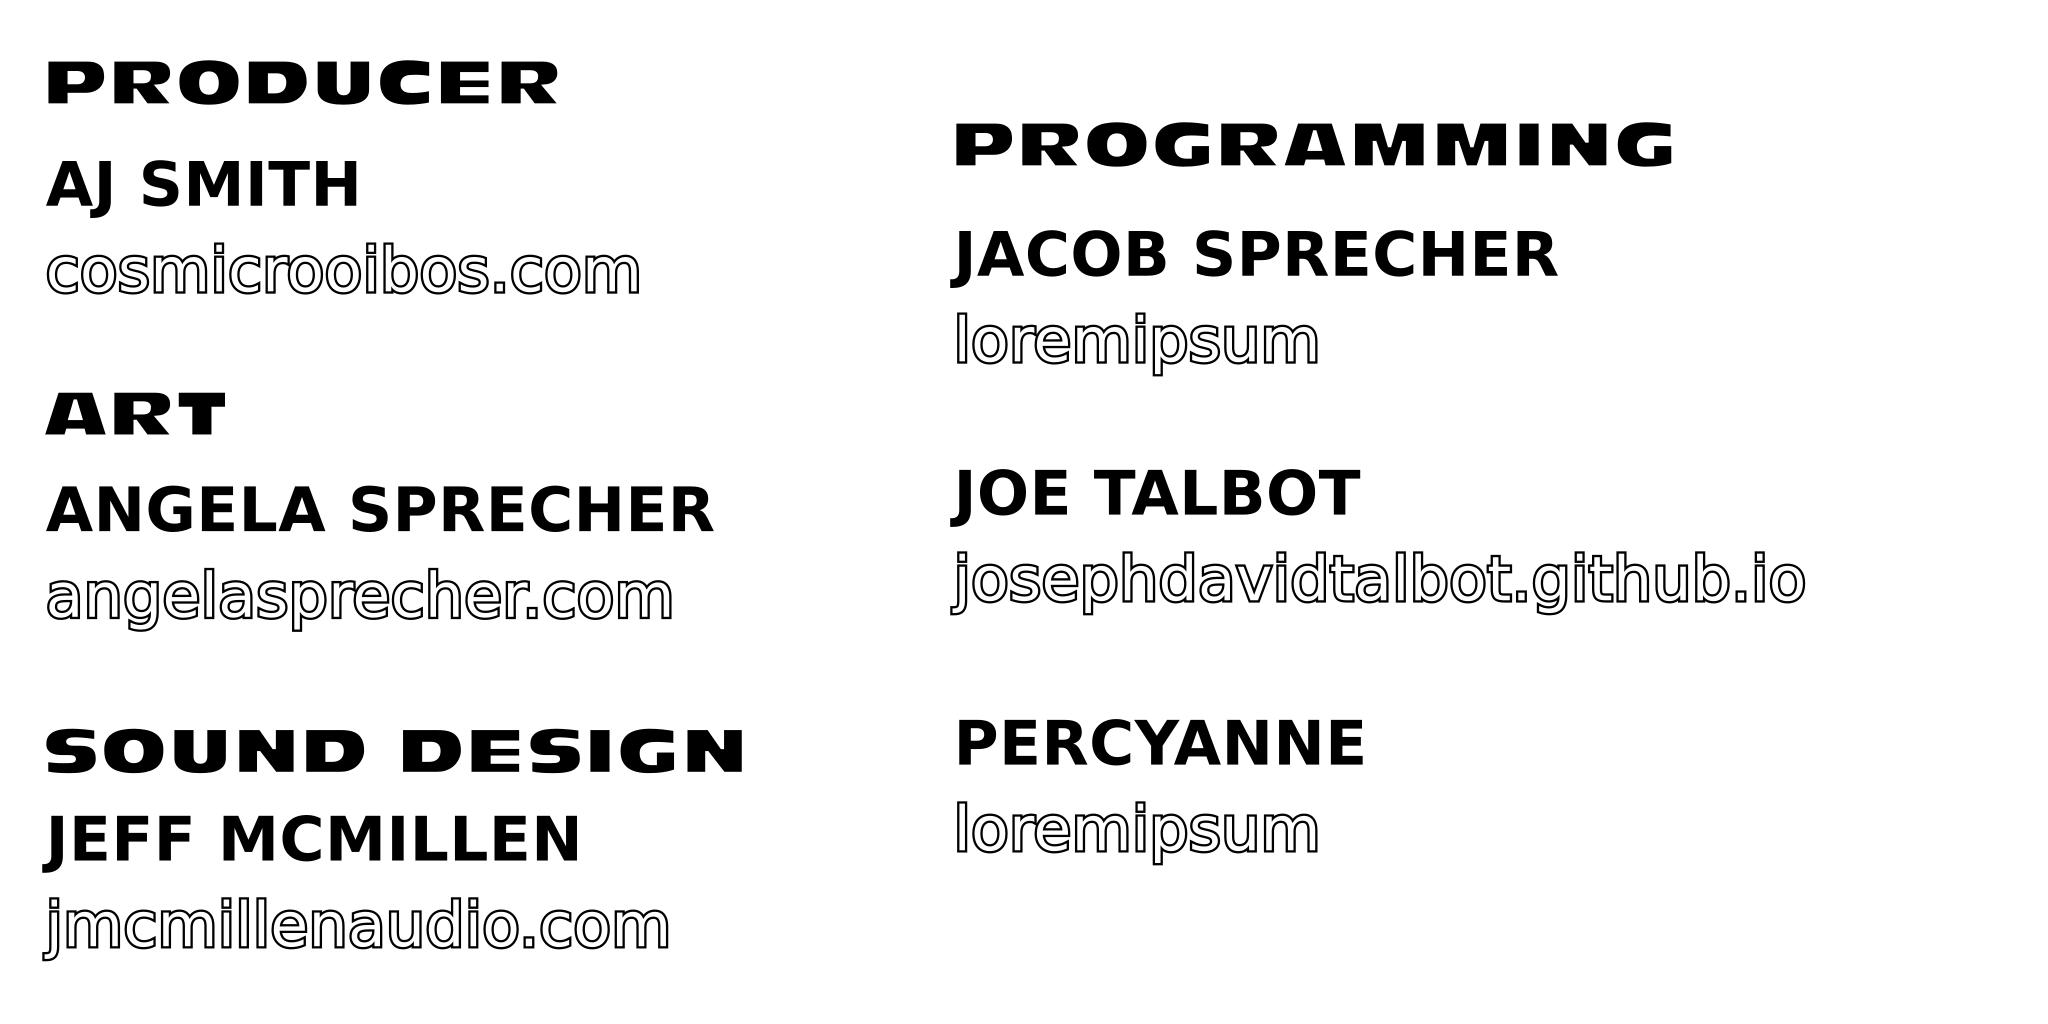 PRODUCER
AJ SMITH
cosmicrooibos.com
ART
ANGELA SPRECHER
angelasprecher.com
SOUND DESIGN
JEFF MCMILLEN
jmcmillenaudio.com
PROGRAMMING
JACOB SPRECHER
loremipsum
JOE TALBOT
josephdavidtalbot.github.io
PERCYANNE
loremipsum